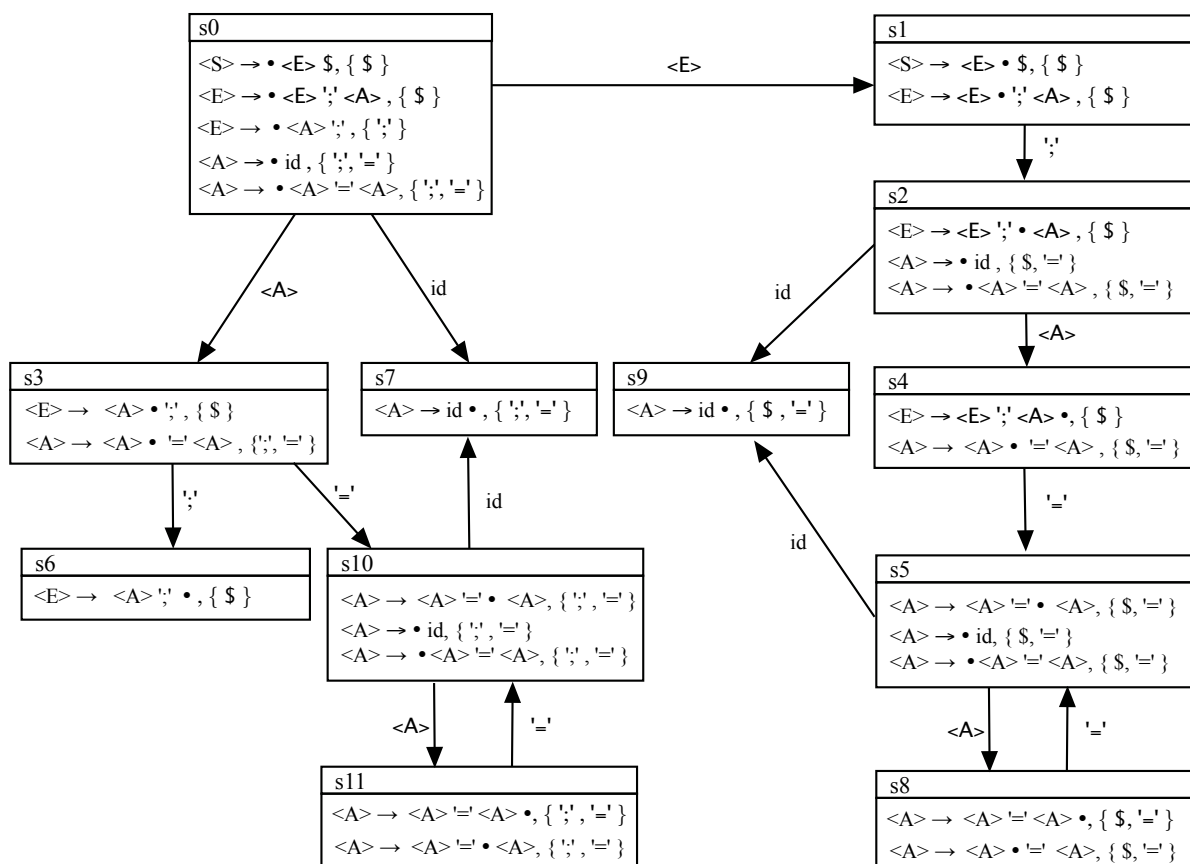 s0
<S> → • <E> $, { $ }
<E> → • <E> ';' <A> , { $ }
<E> → • <A> ';' , { ';' }
<A> → • id , { ';', '=' }
<A> → • <A> '=' <A>, { ';', '=' }
<E>
s1
<S> → <E> • $, { $ }
<E> → <E> • ';' <A> , { $ }
';'
s2
<E> → <E> ';' • <A> , { $ }
<A> → • id , { $, '=' }
<A> → • <A> '=' <A> , { $, '=' }
<A>
id
id
<A>
s3
<E> → <A> • ';' , { $ }
<A> → <A> • '=' <A> , {';', '=' }
s7
<A> → id • , { ';', '=' }
s9
<A> → id • , { $ , '=' }
s4
<E> → <E> ';' <A> •, { $ }
<A> → <A> • '=' <A> , { $, '=' }
';'
'='
id
id
'='
s6
<E> → <A> ';' • , { $ }
s10
<A> → <A> '=' • <A>, { ';' , '=' }
<A> → • id, { ';' , '=' }
<A> → • <A> '=' <A>, { ';' , '=' }
s5
<A> → <A> '=' • <A>, { $, '=' }
<A> → • id, { $, '=' }
<A> → • <A> '=' <A>, { $, '=' }
<A>
'='
<A>
'='
s11
<A> → <A> '=' <A> •, { ';' , '=' }
<A> → <A> '=' • <A>, { ';' , '=' }
s8
<A> → <A> '=' <A> •, { $, '=' }
<A> → <A> • '=' <A>, { $, '=' }